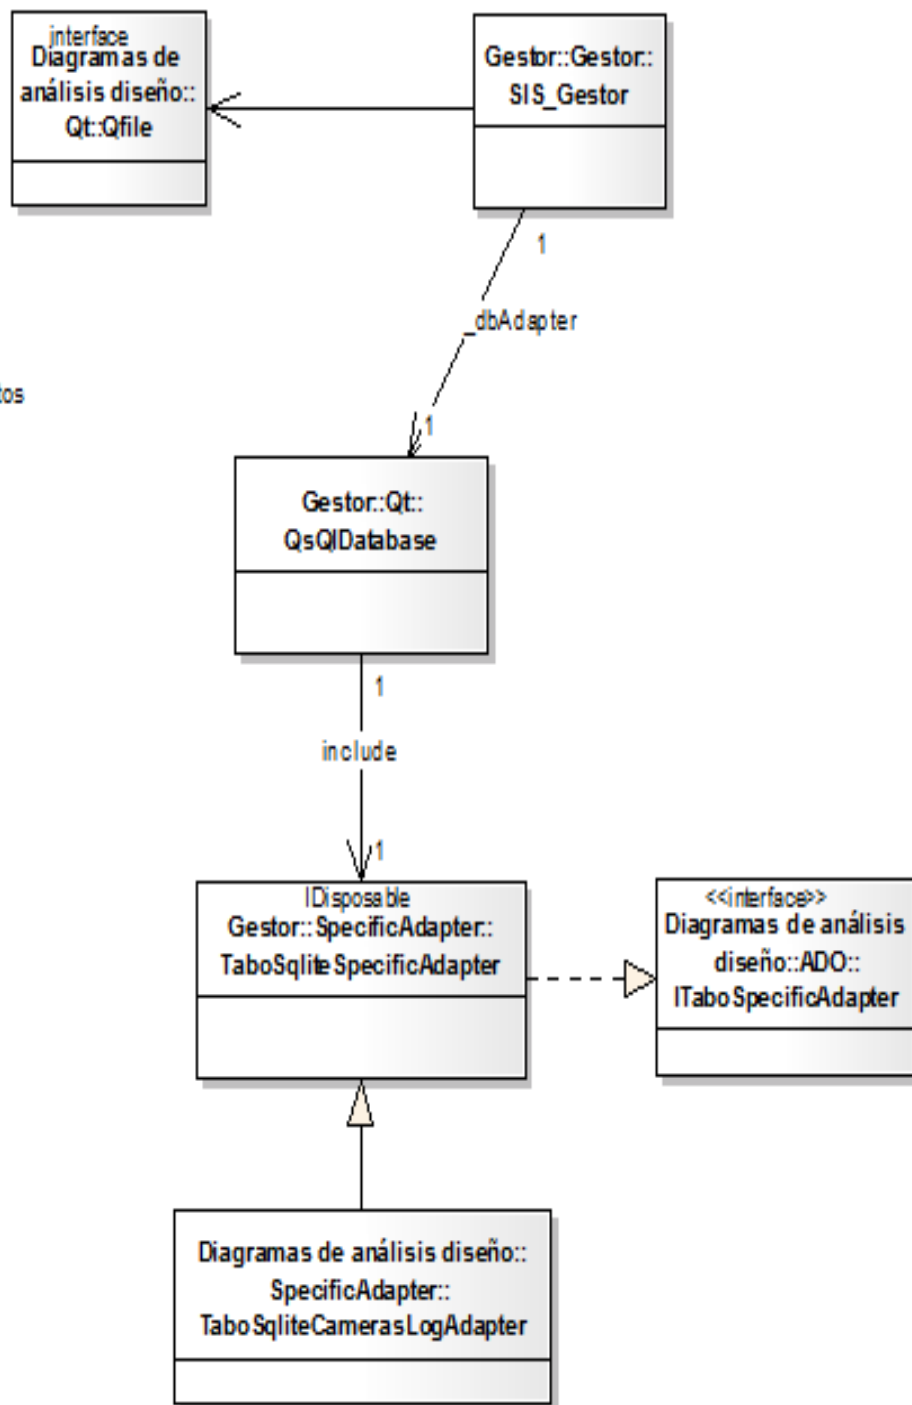 interface
Diagramas de
análisis diseño::
Qt::Qfile
Gestor::Gestor::
SIS_Gestor
1
_dbAdapter
tos
1
Gestor::Qt::
QsQlDatabase
1
include
1
IDisposable
Gestor::SpecificAdapter::
TaboSqliteSpecificAdapter
<<interface>>
Diagramas de análisis
diseño::ADO::
ITaboSpecificAdapter
Diagramas de análisis diseño::
SpecificAdapter::
TaboSqliteCamerasLogAdapter